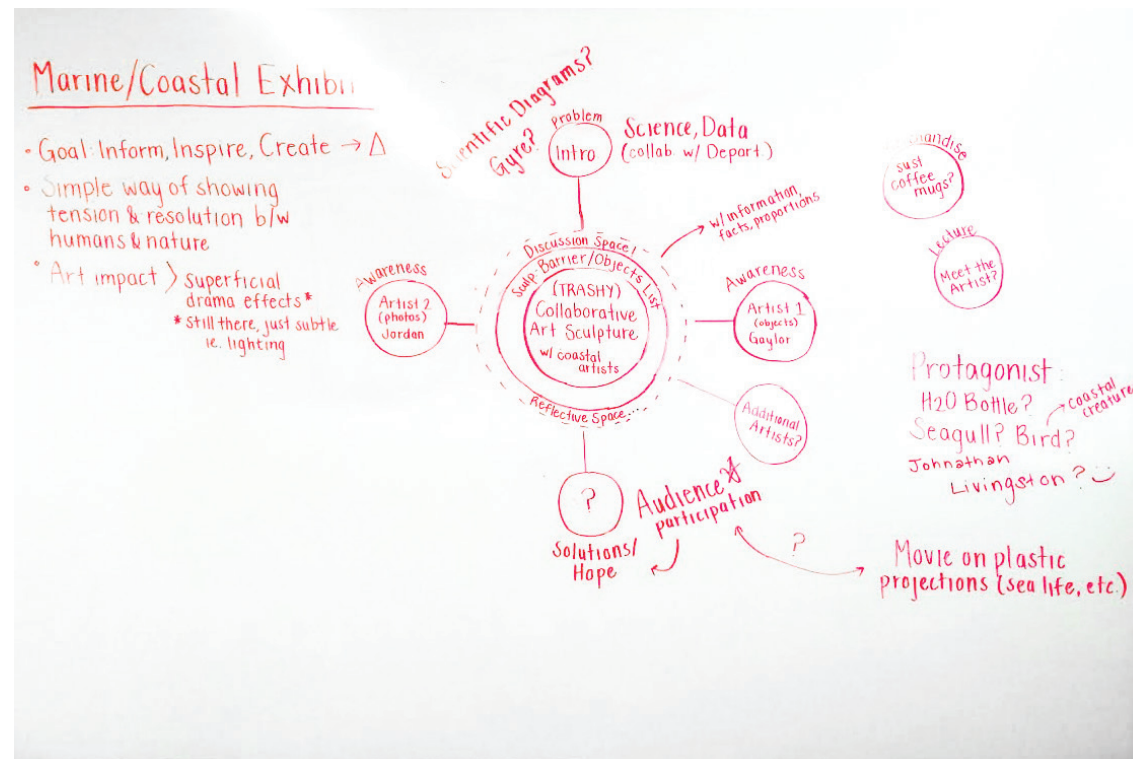 Marine/Coastal Exhibi
• Goal: Inform, Inspire, Create → Δ
• Simple way of showing
tension & resolution b/w
humans & nature
• Art impact > superficial
drama effects*
* Still there, just subtle
ie. lighting
Scientific Diagrams?
Gyre?
Problem
Intro
Science, Data
(collab. w/ Depart.)
w/ information,
facts, proportions
Discussion Space!
Sculp. Barrier/Objects List
(TRASHY)
Collaborative
Art Sculpture
w/ coastal
artists
Reflective Space...
Awareness
Artist 2
(photos)
Jordan
Awareness
Artist 1
(objects)
Gaylor
Additional
Artists?
?
Solutions/
Hope
Audience
participation
?
Movie on plastic
projections (sea life, etc.)
andise
sust
coffee
mugs?
Lecture
Meet the
Artist?
Protagonist:
H2O Bottle?
Seagull? Bird?
coastal
creature
Johnathan
Livingston?